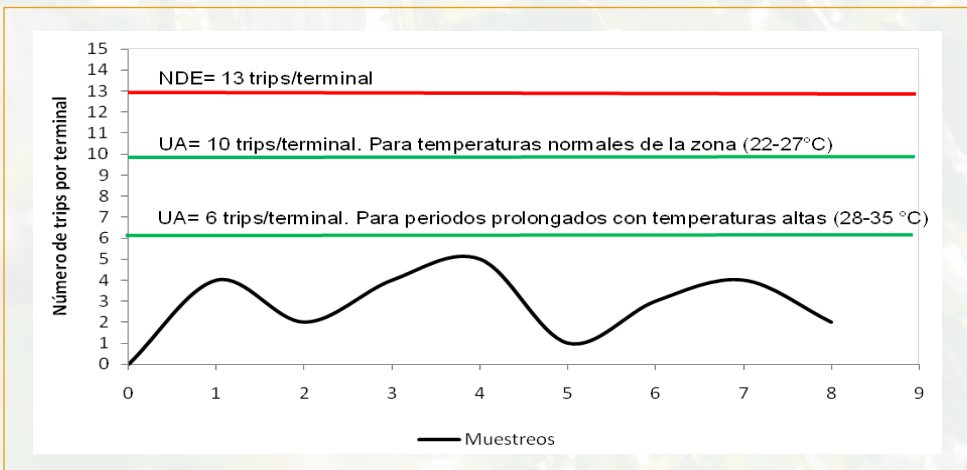 15
14
NDE= 13 trips/terminal
13
12
11
UA= 10 trips/terminal. Para temperaturas normales de la zona (22-27°C)
10
9
8
UA= 6 trips/terminal. Para periodos prolongados con temperaturas altas (28-35 °C)
7
6
5
4
3
2
1
0
Número de trips por terminal
0 1 2 3 4 5 6 7 8 9
Muestreos